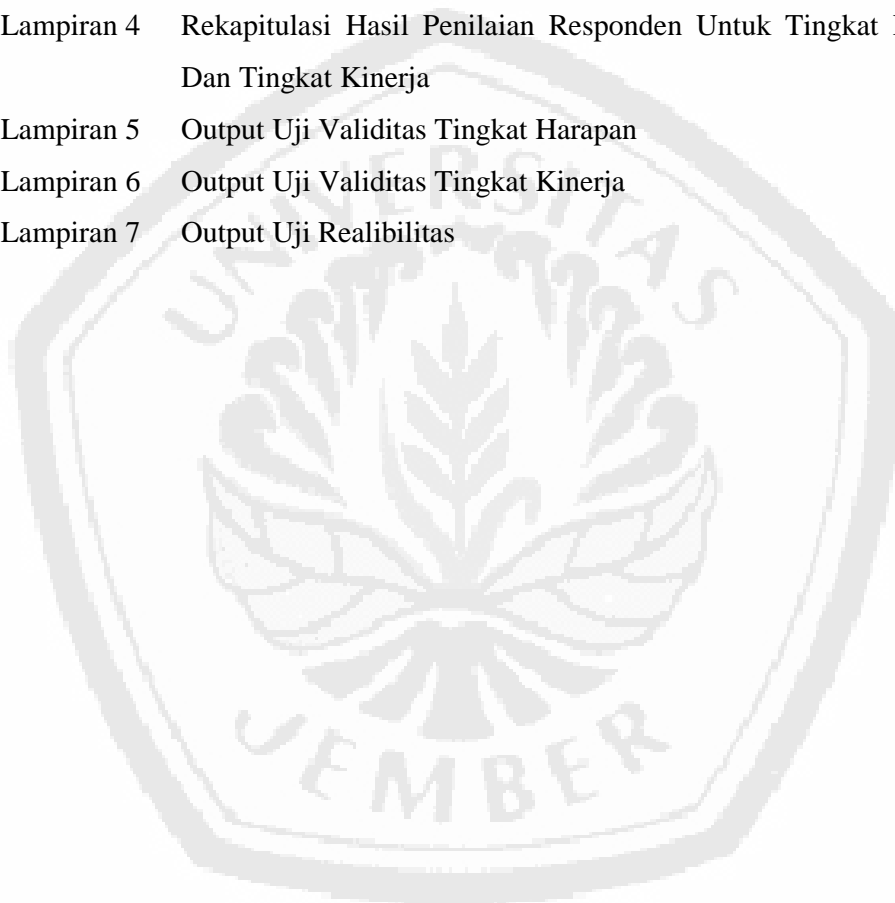 Lampiran 4 Rekapitulasi Hasil Penilaian Responden Untuk Tingkat
Dan Tingkat Kinerja
Lampiran 5 Output Uji Validitas Tingkat Harapan
Lampiran 6 Output Uji Validitas Tingkat Kinerja
Lampiran 7 Output Uji Realibilitas
UNIVERSITAS
JEMBER